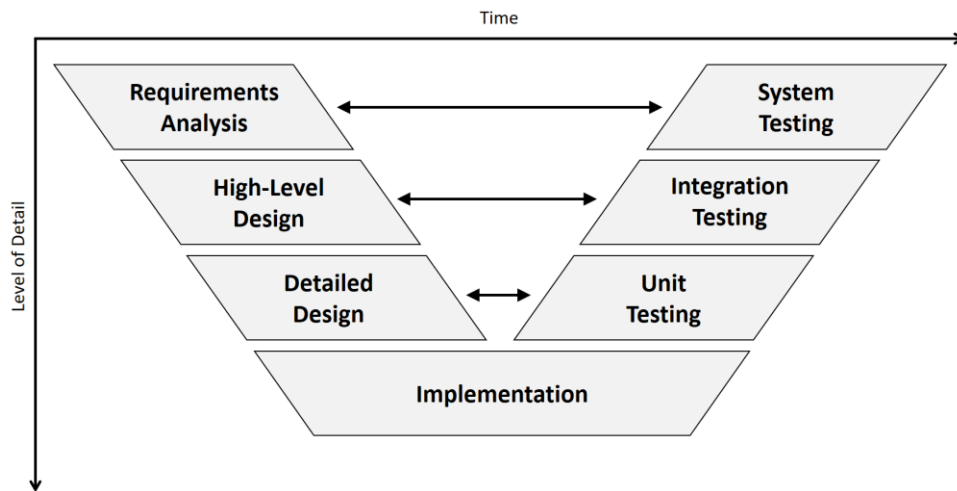 Time
Level of Detail
Requirements
Analysis
System
Testing
High-Level
Design
Integration
Testing
Detailed
Design
Unit
Testing
Implementation